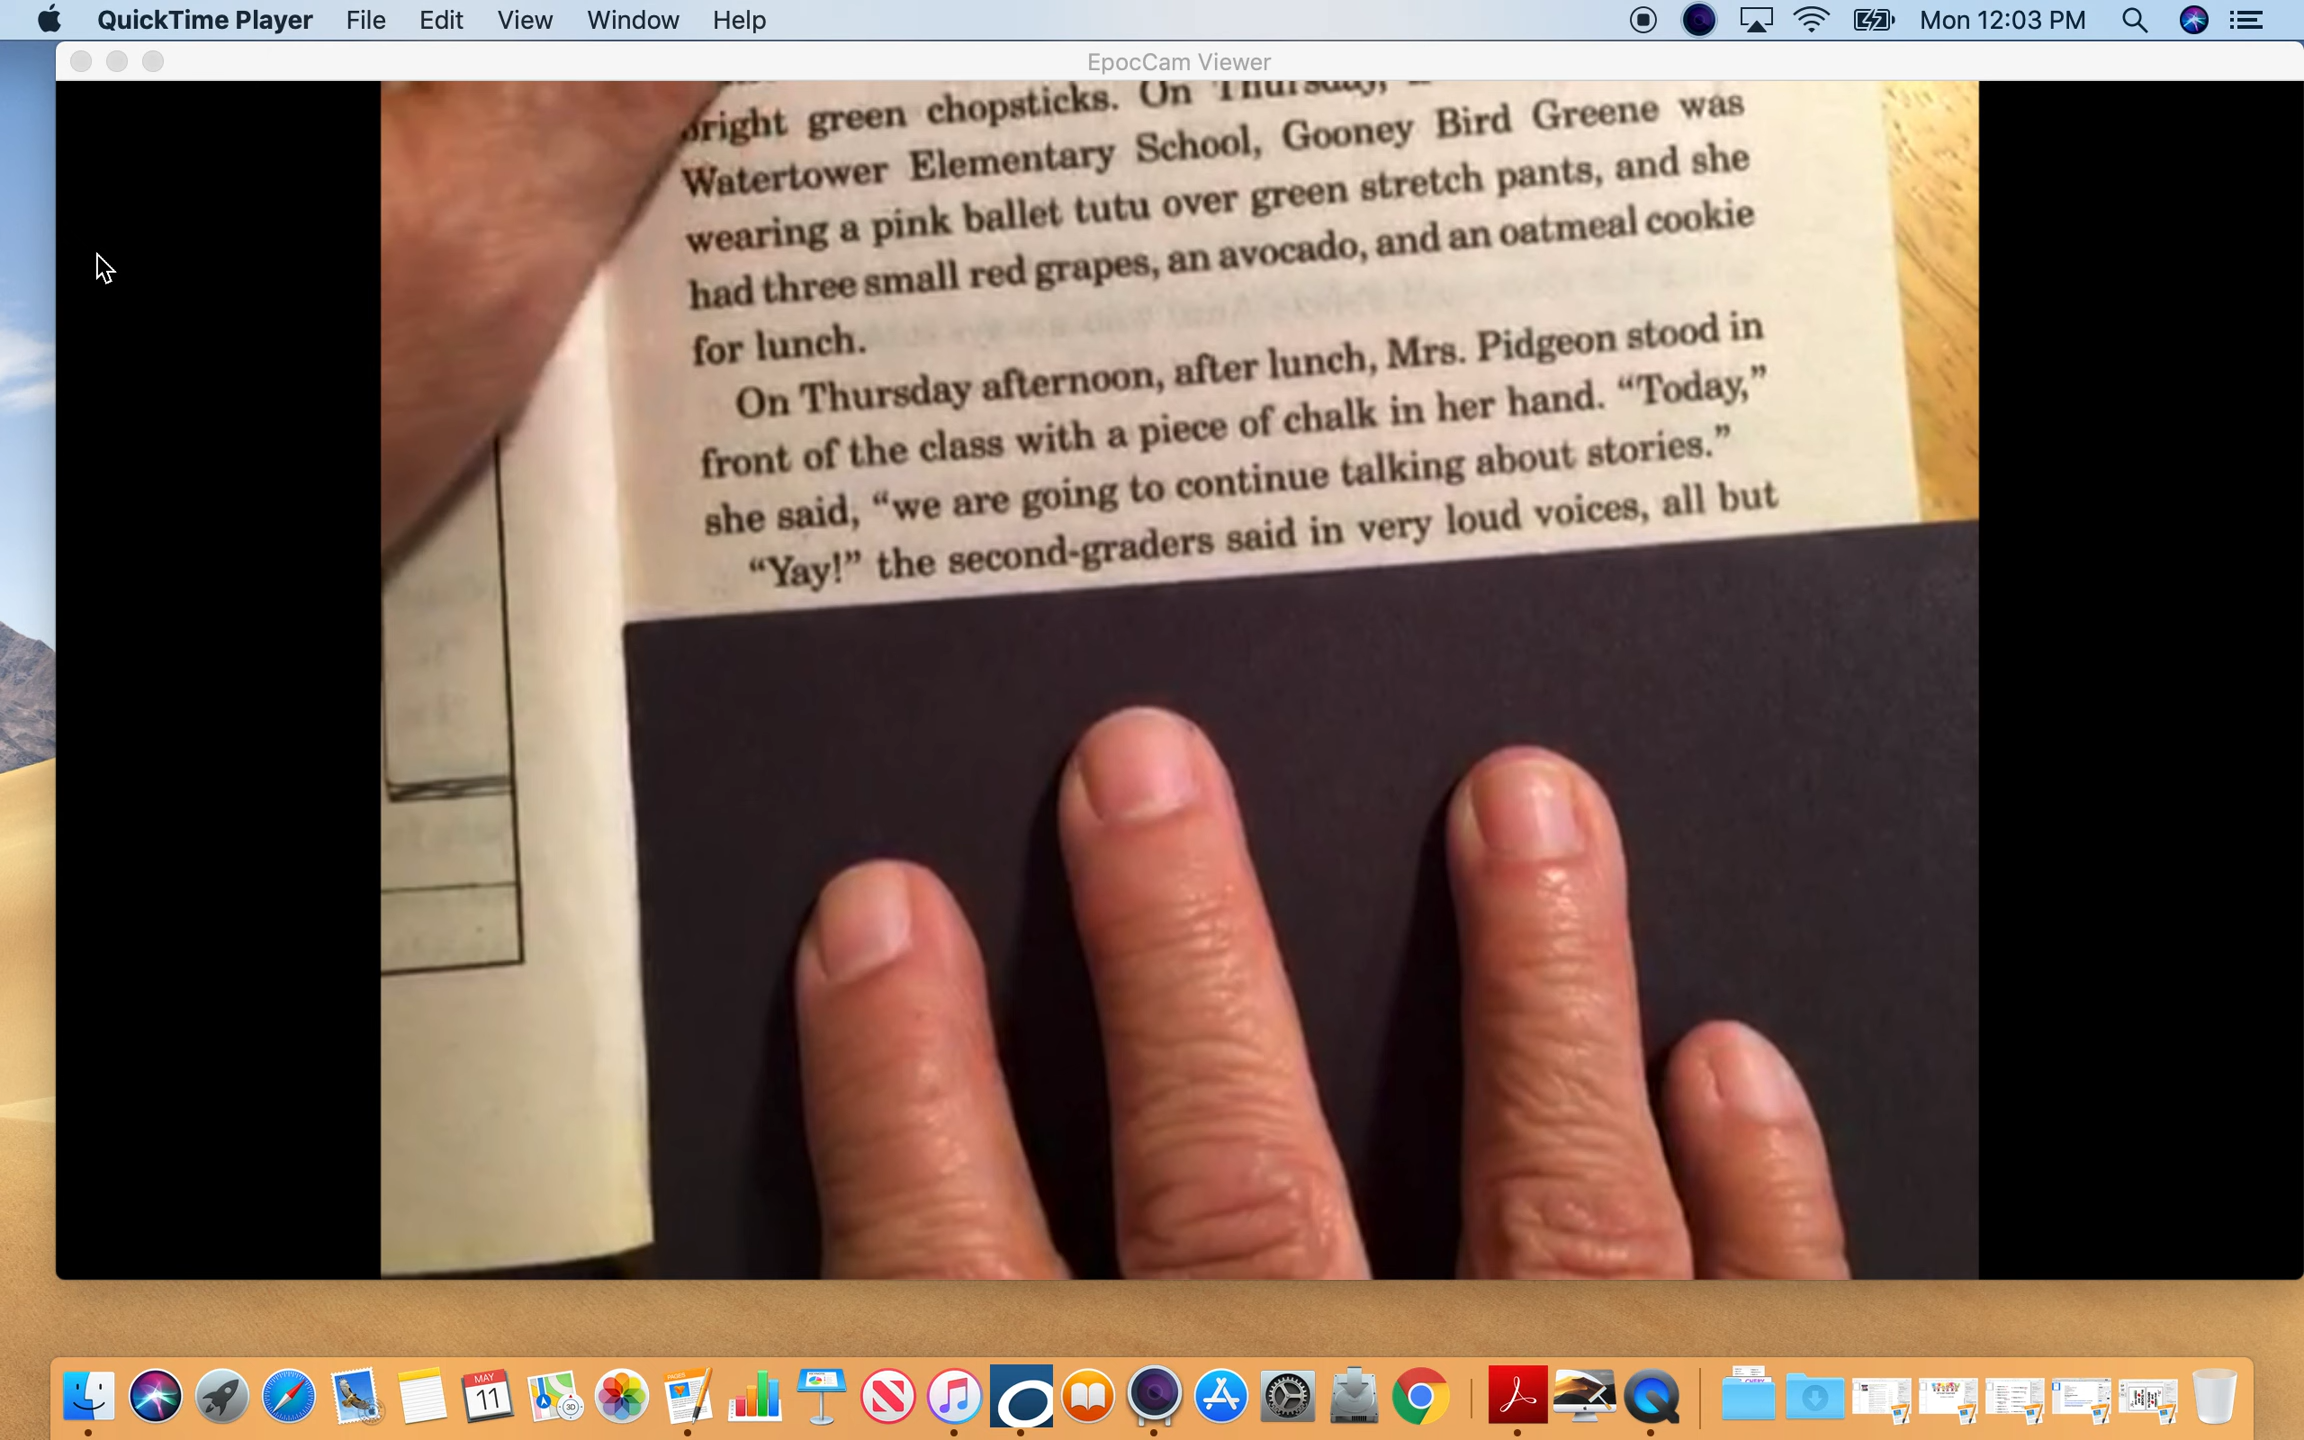 QuickTime Player File Edit View Window Help Mon 12:03 PM
EpocCam Viewer
bright green chopsticks. On Thursday,
Watertower Elementary School, Gooney Bird Greene was
wearing a pink ballet tutu over green stretch pants, and she
had three small red grapes, an avocado, and an oatmeal cookie
for lunch.
On Thursday afternoon, after lunch, Mrs. Pidgeon stood in
front of the class with a piece of chalk in her hand. “Today,”
she said, “we are going to continue talking about stories.”
“Yay!” the second-graders said in very loud voices, all but
MAY
11
PAGES
3D